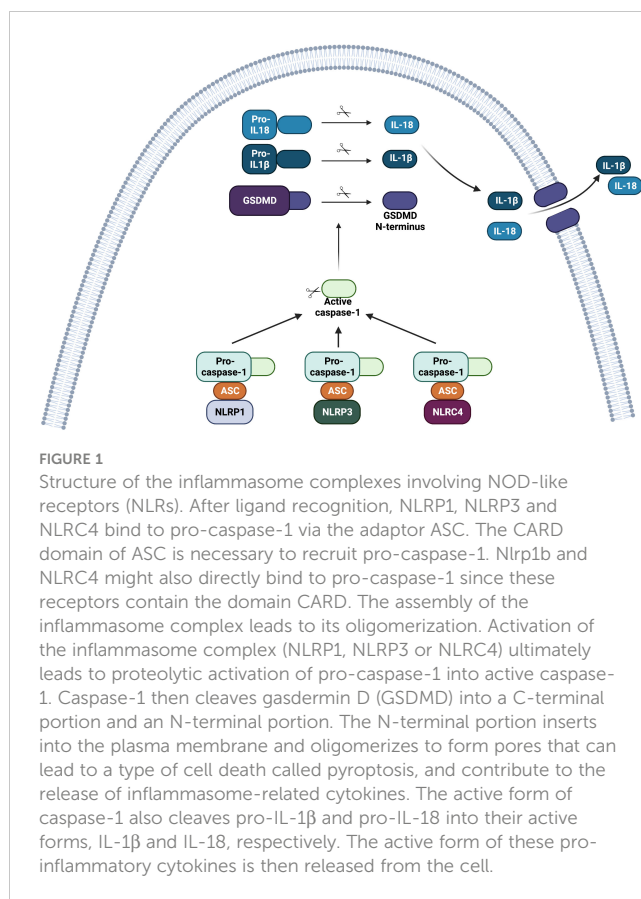 Pro-
IL18
IL-18
Pro-
IL1β
IL-1β
GSDMD
GSDMD
N-terminus
IL-1β
IL-18
IL-1β
IL-18
Active
caspase-1
Pro-
caspase-1
ASC
NLRP1
Pro-
caspase-1
ASC
NLRP3
Pro-
caspase-1
ASC
NLRC4
FIGURE 1
Structure of the inflammasome complexes involving NOD-like
receptors (NLRs). After ligand recognition, NLRP1, NLRP3 and
NLRC4 bind to pro-caspase-1 via the adaptor ASC. The CARD
domain of ASC is necessary to recruit pro-caspase-1. Nlrp1b and
NLRC4 might also directly bind to pro-caspase-1 since these
receptors contain the domain CARD. The assembly of the
inflammasome complex leads to its oligomerization. Activation of
the inflammasome complex (NLRP1, NLRP3 or NLRC4) ultimately
leads to proteolytic activation of pro-caspase-1 into active caspase-
1. Caspase-1 then cleaves gasdermin D (GSDMD) into a C-terminal
portion and an N-terminal portion. The N-terminal portion inserts
into the plasma membrane and oligomerizes to form pores that can
lead to a type of cell death called pyroptosis, and contribute to the
release of inflammasome-related cytokines. The active form of
caspase-1 also cleaves pro-IL-1β and pro-IL-18 into their active
forms, IL-1β and IL-18, respectively. The active form of these pro-
inflammatory cytokines is then released from the cell.